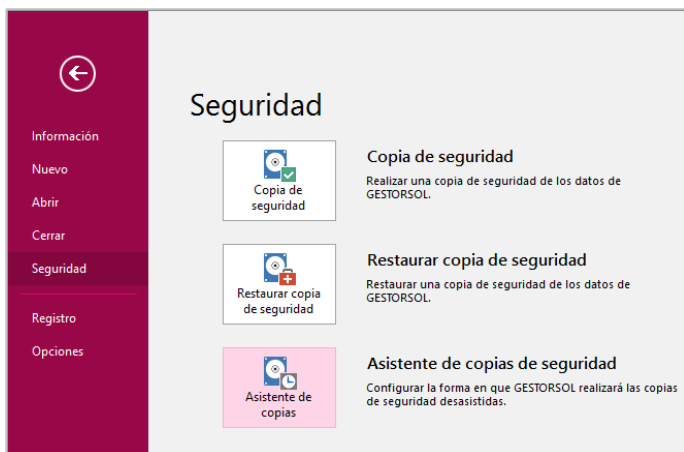 Información
Nuevo
Abrir
Cerrar
Seguridad
Registro
Opciones
Seguridad
Copia de
seguridad
Copia de seguridad
Realizar una copia de seguridad de los datos de
GESTORSOL.
Restaurar copia
de seguridad
Restaurar copia de seguridad
Restaurar una copia de seguridad de los datos de
GESTORSOL.
Asistente de
copias
Asistente de copias de seguridad
Configurar la forma en que GESTORSOL realizará las copias
de seguridad desasistidas.